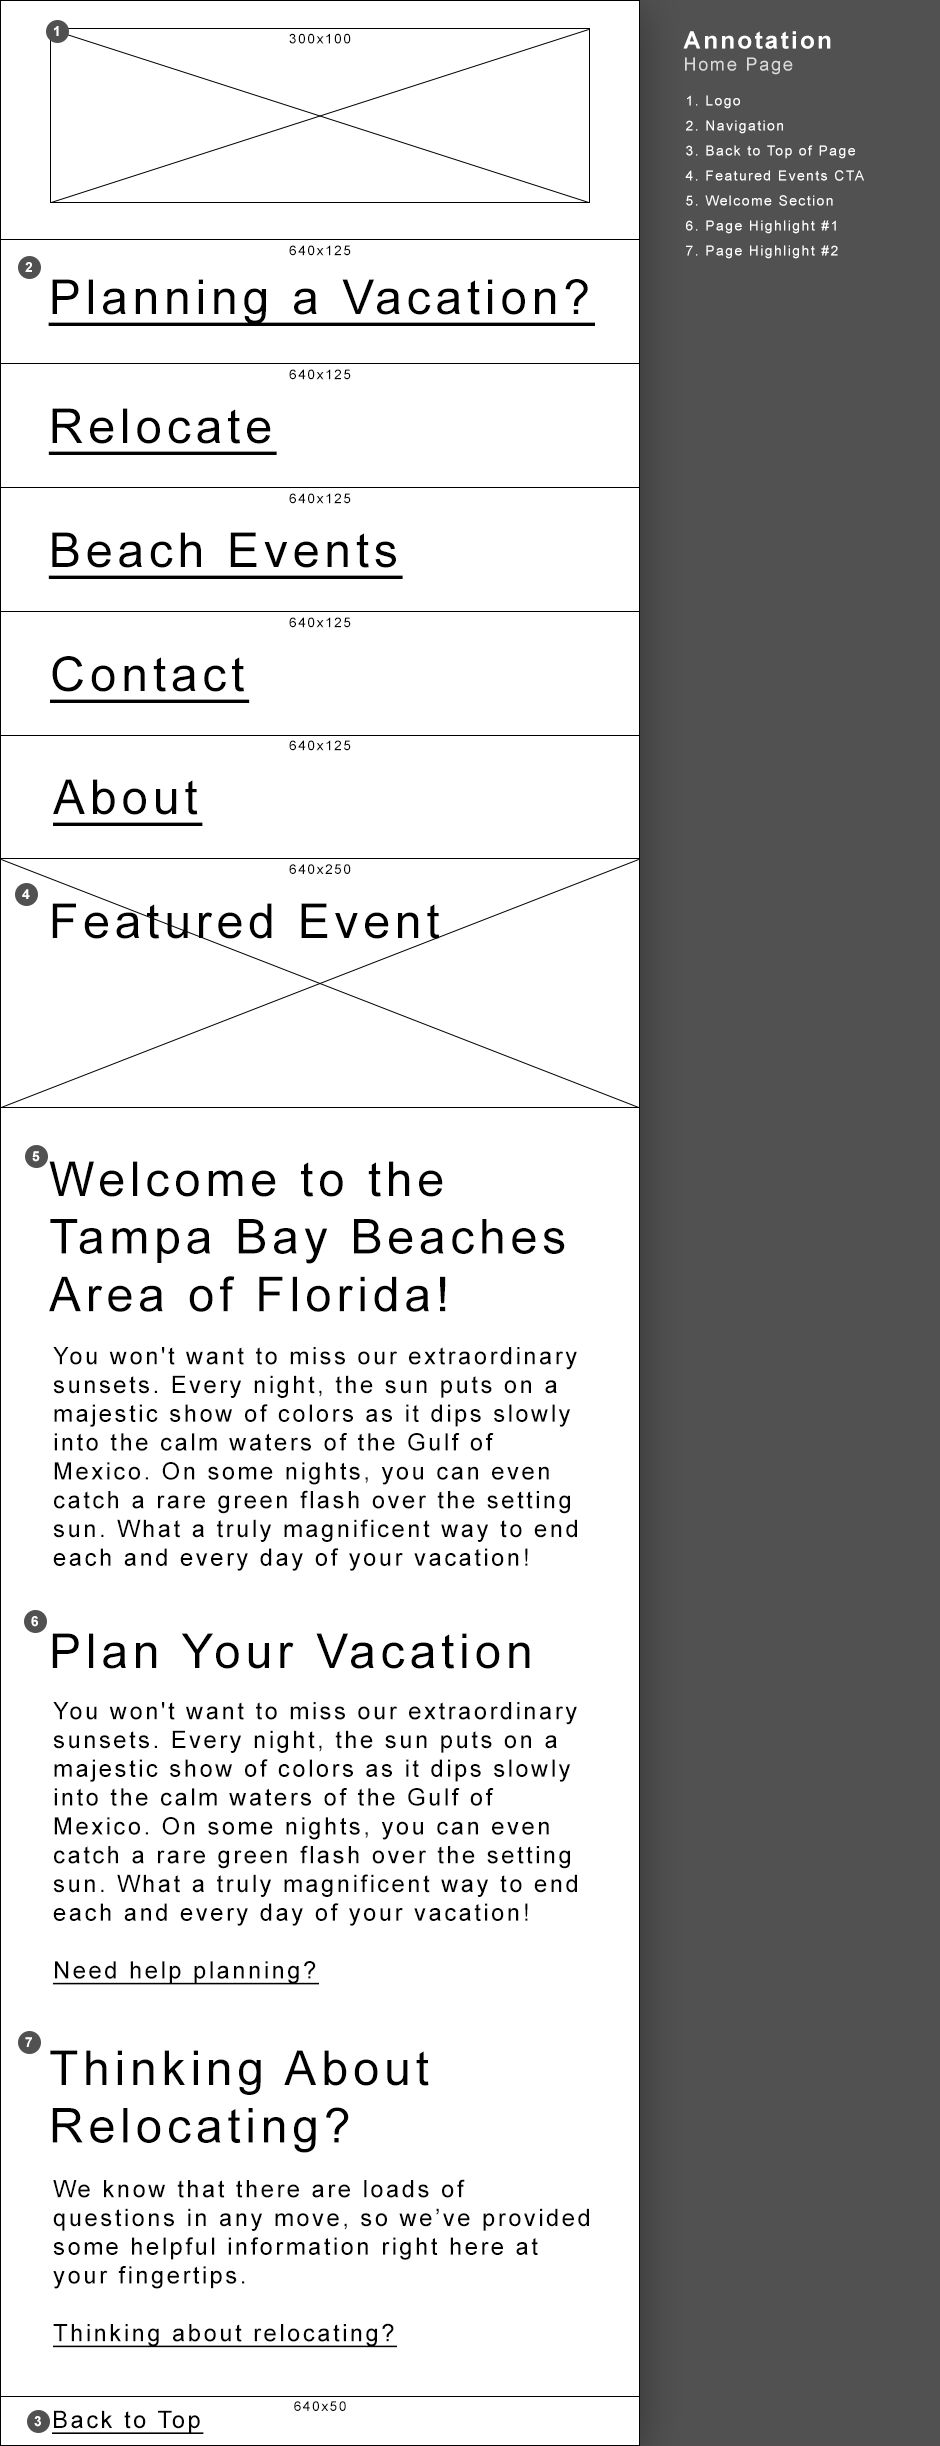 1
300x100
2
640x125
Planning a Vacation?
640x125
Relocate
640x125
Beach Events
640x125
Contact
640x125
About
640x250
4
Featured Event
5
Welcome to the
Tampa Bay Beaches
Area of Florida!
You won't want to miss our extraordinary
sunsets. Every night, the sun puts on a
majestic show of colors as it dips slowly
into the calm waters of the Gulf of
Mexico. On some nights, you can even
catch a rare green flash over the setting
sun. What a truly magnificent way to end
each and every day of your vacation!
6
Plan Your Vacation
You won't want to miss our extraordinary
sunsets. Every night, the sun puts on a
majestic show of colors as it dips slowly
into the calm waters of the Gulf of
Mexico. On some nights, you can even
catch a rare green flash over the setting
sun. What a truly magnificent way to end
each and every day of your vacation!
Need help planning?
7
Thinking About
Relocating?
We know that there are loads of
questions in any move, so we’ve provided
some helpful information right here at
your fingertips.
Thinking about relocating?
640x50
3 Back to Top
Annotation
Home Page
1. Logo
2. Navigation
3. Back to Top of Page
4. Featured Events CTA
5. Welcome Section
6. Page Highlight #1
7. Page Highlight #2